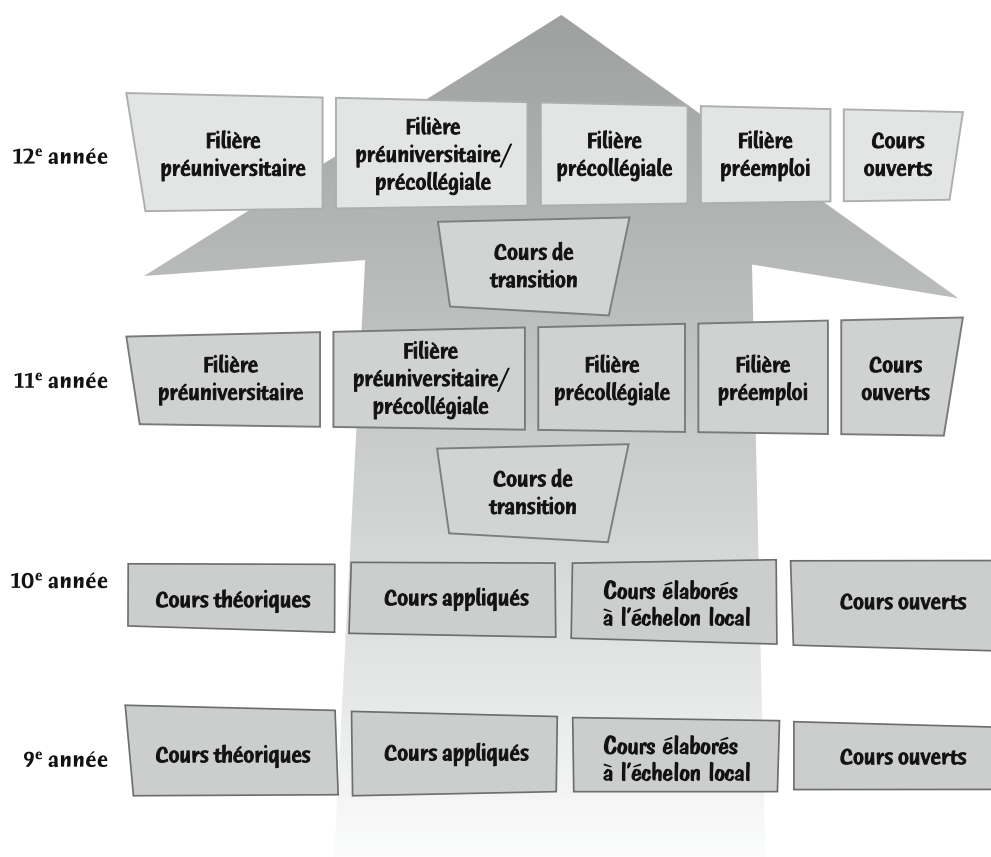 12e année
Filière
préuniversitaire
Filière
préuniversitaire/
précollégiale
Filière
précollégiale
Filière
préemploi
Cours
ouverts
Cours de
transition
11e année
Filière
préuniversitaire
Filière
préuniversitaire/
précollégiale
Filière
précollégiale
Filière
préemploi
Cours
ouverts
Cours de
transition
10e année
Cours théoriques
Cours appliqués
Cours élaborés
à l'échelon local
Cours ouverts
9e année
Cours théoriques
Cours appliqués
Cours élaborés
à l'échelon local
Cours ouverts